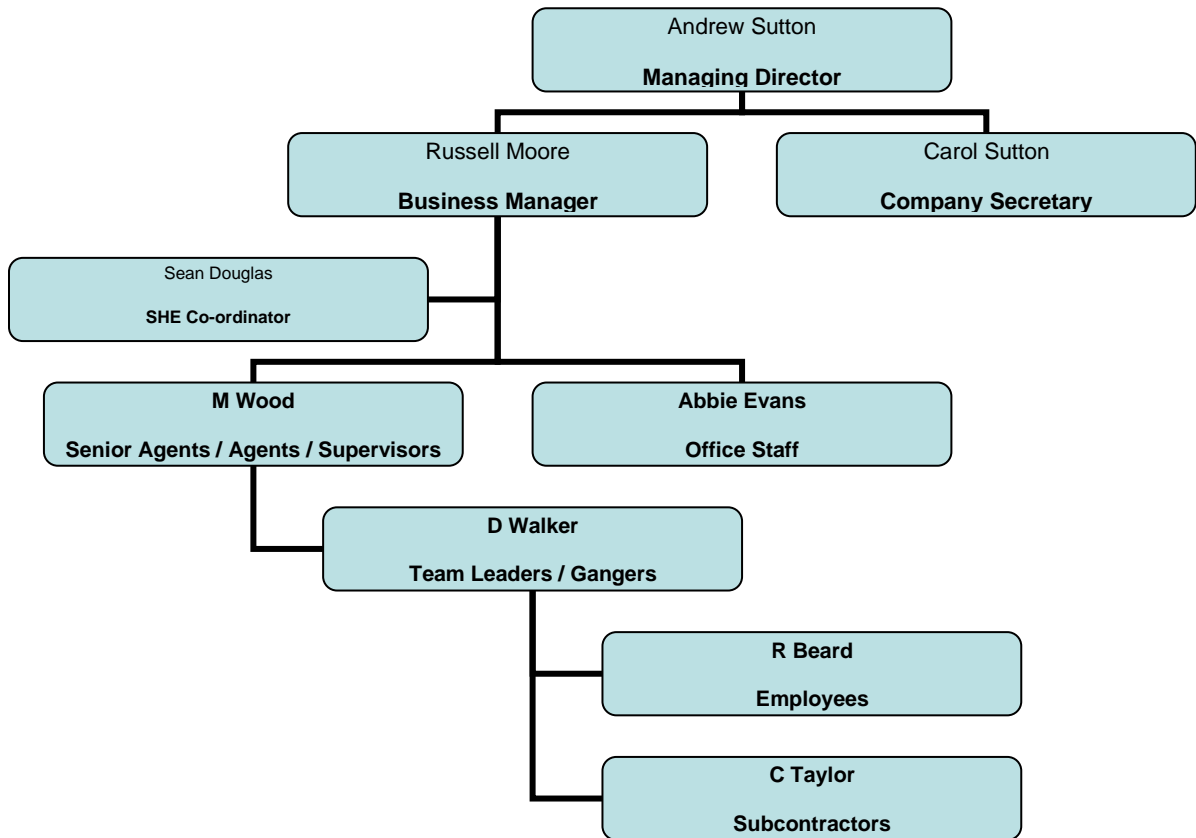 Andrew Sutton
Managing Director
Russell Moore
Business Manager
Carol Sutton
Company Secretary
Sean Douglas
SHE Co-ordinator
M Wood
Senior Agents / Agents / Supervisors
Abbie Evans
Office Staff
D Walker
Team Leaders / Gangers
R Beard
Employees
C Taylor
Subcontractors